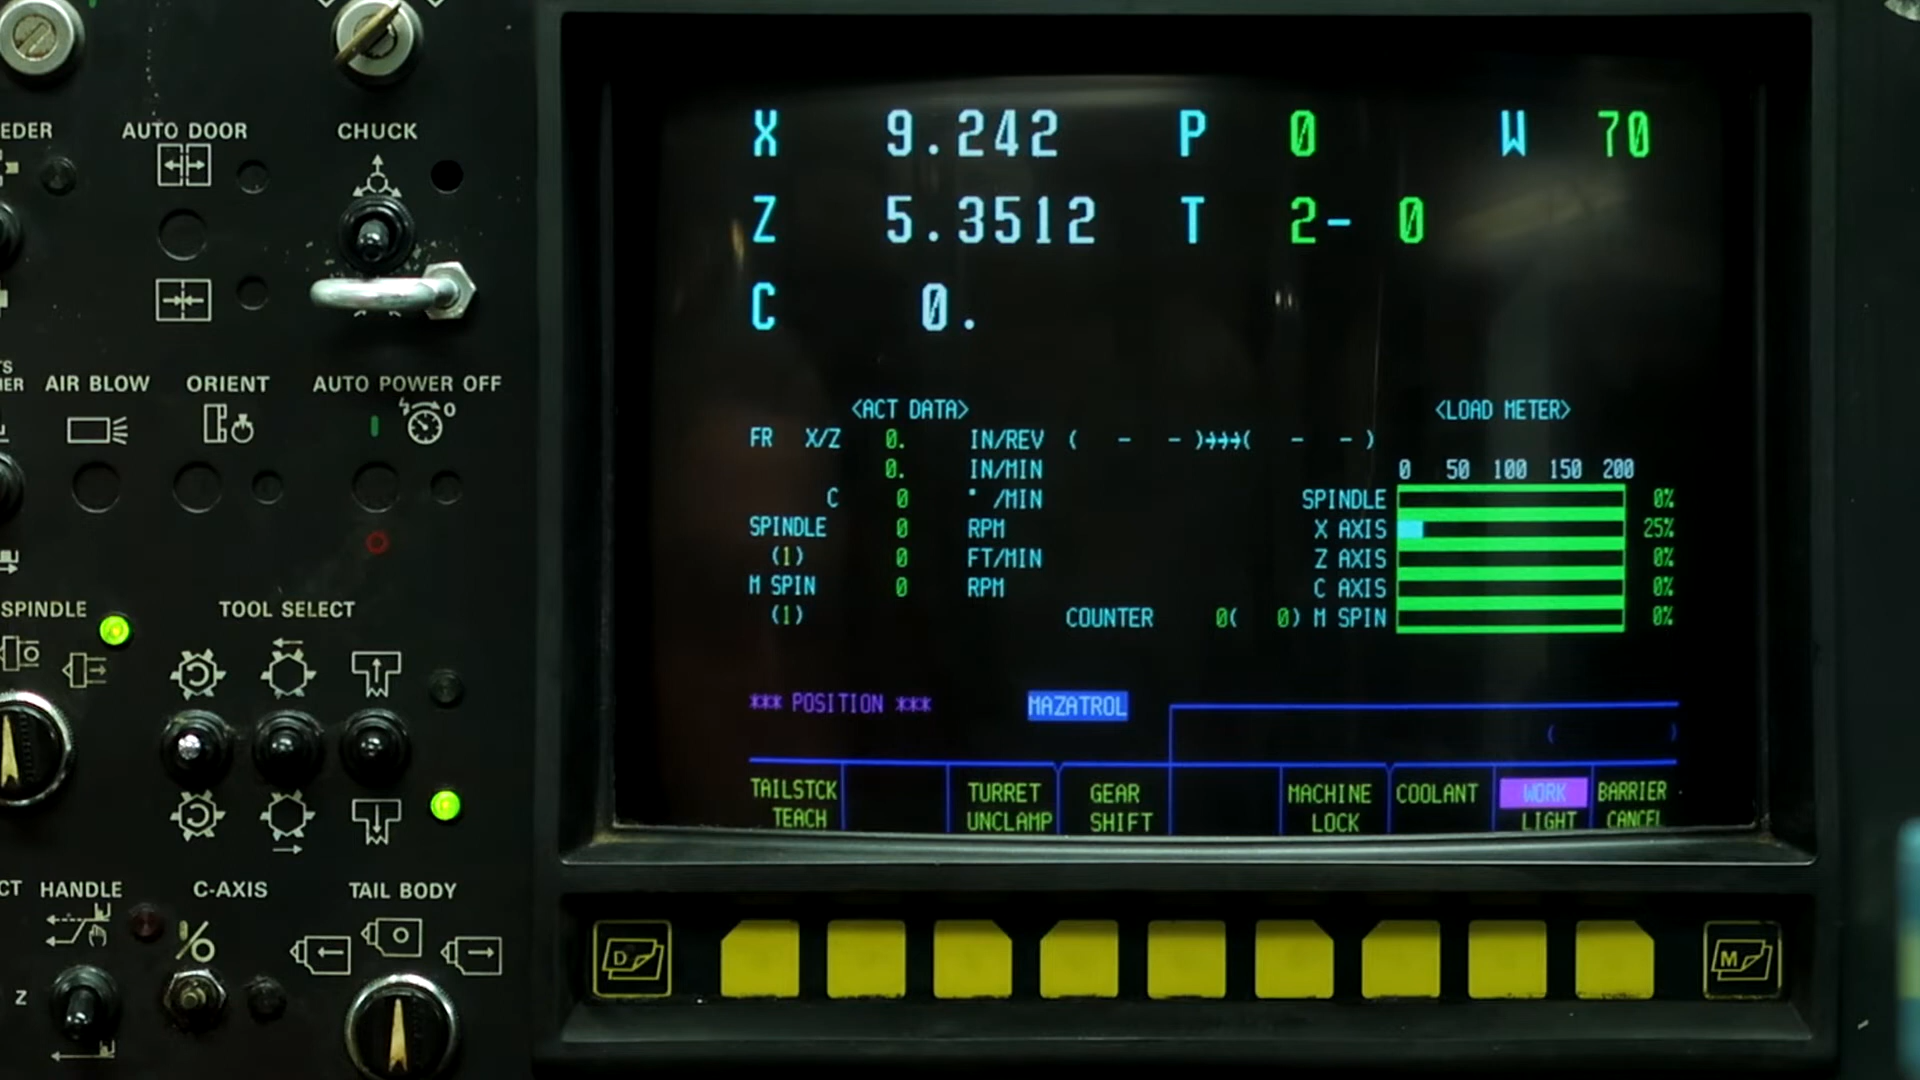 EDER
AUTO DOOR
CHUCK
AIR BLOW
ORIENT
AUTO POWER OFF
O
SPINDLE
TOOL SELECT
CT
HANDLE
C-AXIS
TAIL BODY
Z
X 9.242 P 0 W 70
Z 5.3512 T 2- 0
C 0.
<ACT DATA>
<LOAD METER>
FR X/Z 0. IN/REV ( - - )→→→( - - )
0. IN/MIN
0 50 100 150 200
C 0 ° /MIN
SPINDLE 0%
SPINDLE 0 RPM
X AXIS 25%
(1) 0 FT/MIN
Z AXIS 0%
M SPIN 0 RPM
C AXIS 0%
(1)
COUNTER 0( 0)
M SPIN 0%
*** POSITION ***
MAZATROL
( )
TAILSTCK TEACH
TURRET UNCLAMP
GEAR SHIFT
MACHINE LOCK
COOLANT
WORK LIGHT
BARRIER CANCEL
D
M